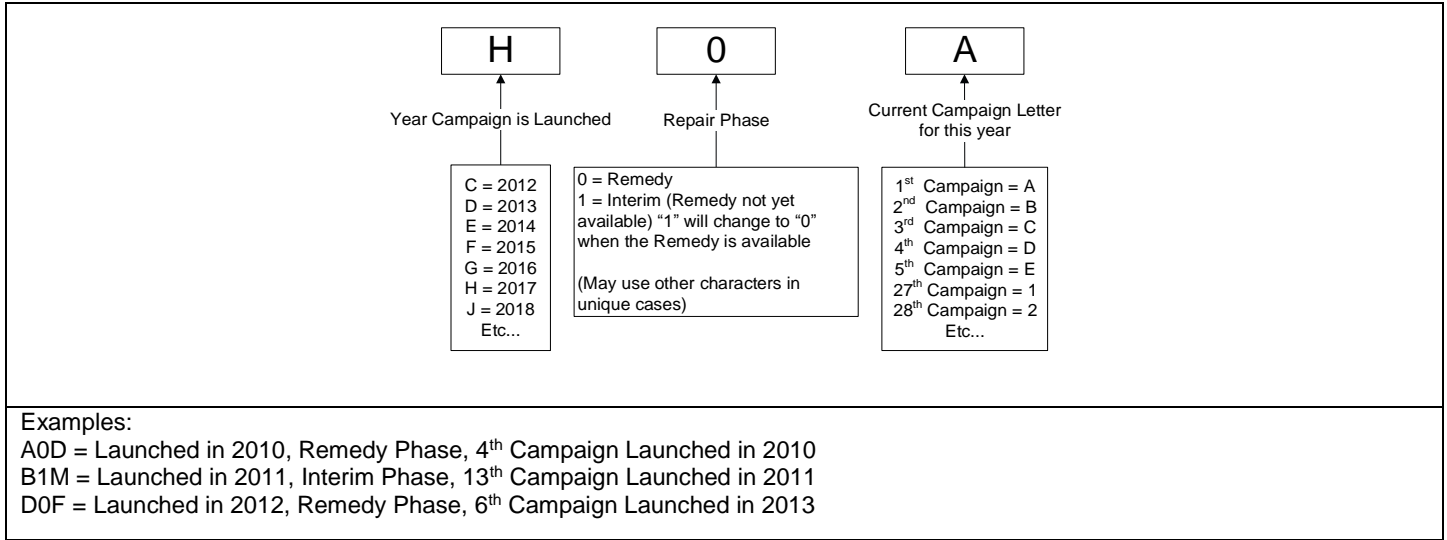 H
0
A
Year Campaign is Launched
Repair Phase
Current Campaign Letter
for this year
C = 2012
D = 2013
E = 2014
F = 2015
G = 2016
H = 2017
J = 2018
Etc...
0 = Remedy
1 = Interim (Remedy not yet
available) “1” will change to “0”
when the Remedy is available
(May use other characters in
unique cases)
1st Campaign = A
2nd Campaign = B
3rd Campaign = C
4th Campaign = D
5th Campaign = E
27th Campaign = 1
28th Campaign = 2
Etc...
Examples:
A0D = Launched in 2010, Remedy Phase, 4th Campaign Launched in 2010
B1M = Launched in 2011, Interim Phase, 13th Campaign Launched in 2011
D0F = Launched in 2012, Remedy Phase, 6th Campaign Launched in 2013